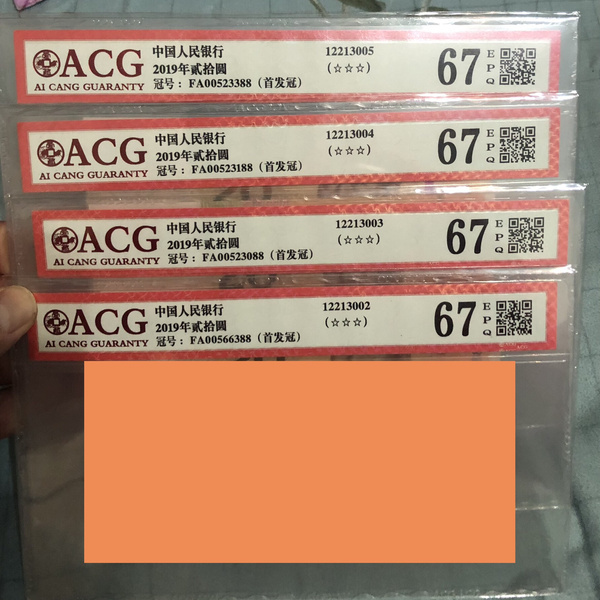 ACG
AI CANG GUARANTY
中国人民银行
2019年贰拾圆
冠号：FA00523388（首发冠）
12213005
(☆☆☆)
67
EPQ
ACG
AI CANG GUARANTY
中国人民银行
2019年贰拾圆
冠号：FA00523188（首发冠）
12213004
(☆☆☆)
67
EPQ
ACG
AI CANG GUARANTY
中国人民银行
2019年贰拾圆
冠号：FA00523088（首发冠）
12213003
(☆☆☆)
67
EPQ
ACG
AI CANG GUARANTY
中国人民银行
2019年贰拾圆
冠号：FA00566388（首发冠）
12213002
(☆☆☆)
67
EPQ